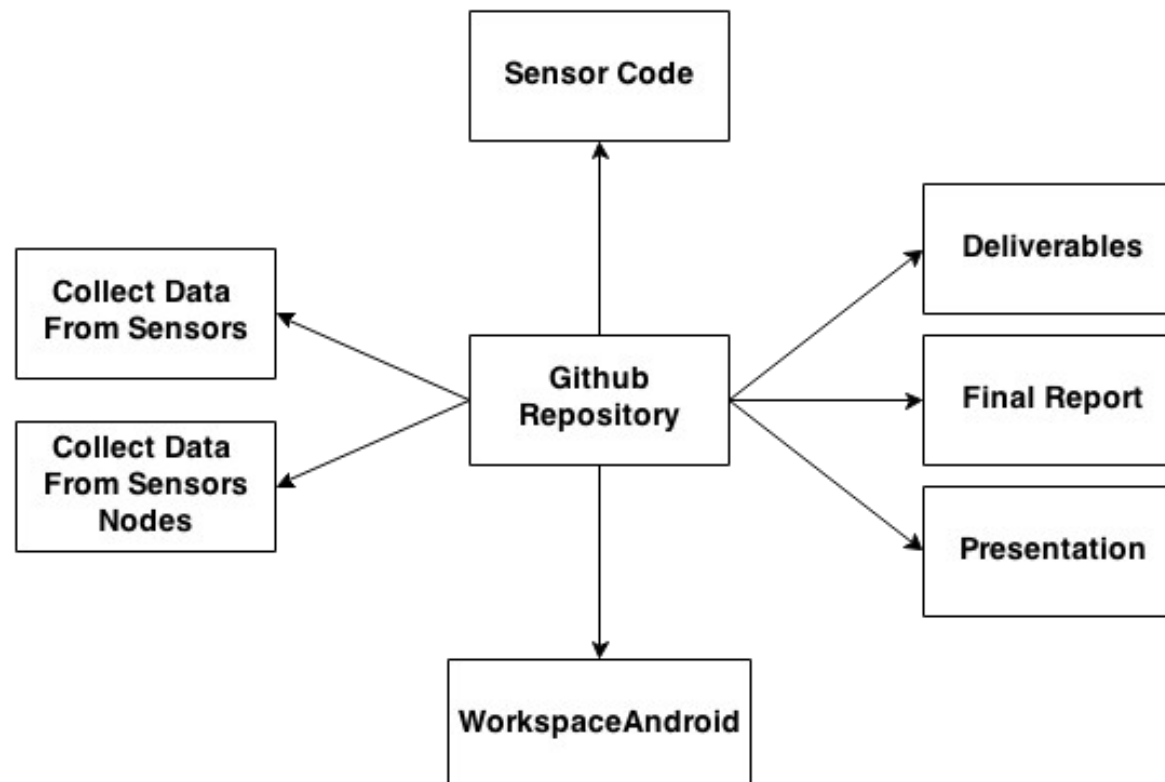 Sensor Code
Deliverables
Collect Data
From Sensors
Github
Repository
Final Report
Collect Data
From Sensors
Nodes
Presentation
WorkspaceAndroid